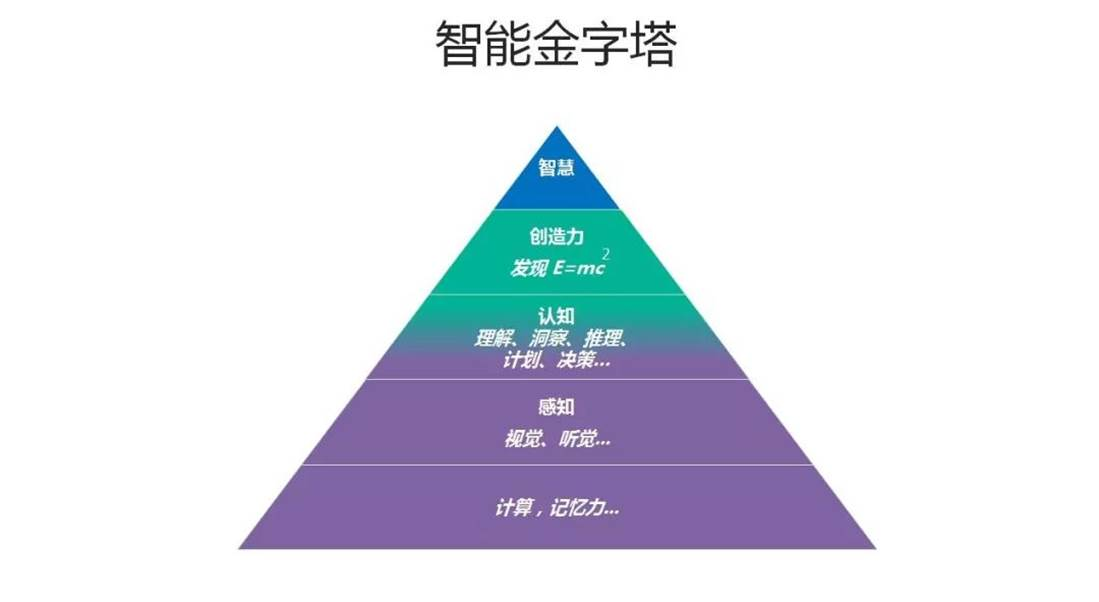 智能金字塔
智慧
创造力
发现 E=mc²
认知
理解、洞察、推理、
计划、决策...
感知
视觉、听觉...
计算，记忆力...